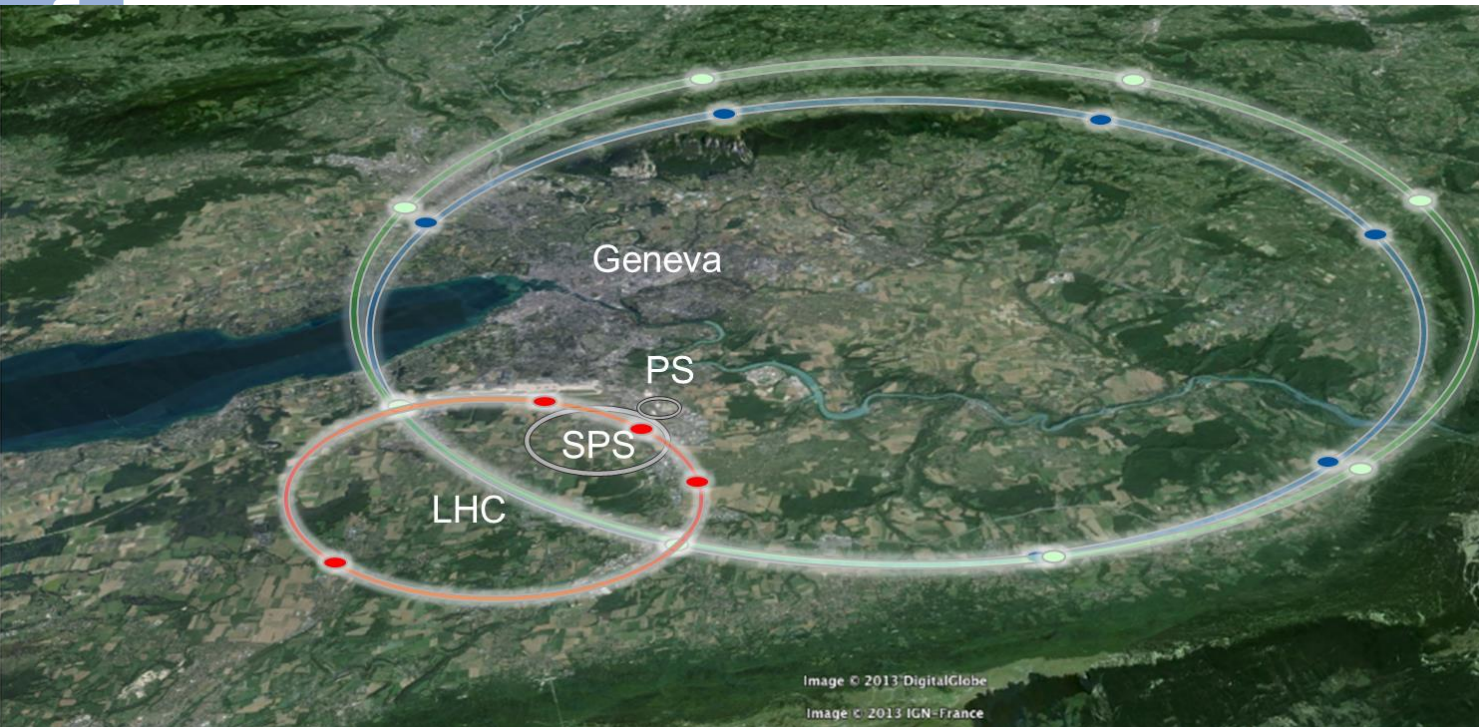 Geneva
PS
SPS
LHC
Image © 2013 DigitalGlobe
Image © 2013 IGN-France